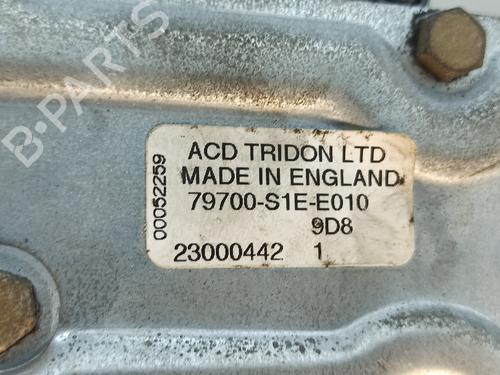 B-PARTS
ACD TRIDON LTD
MADE IN ENGLAND
79700-S1E-E010
9D8
23000442 1
00052259